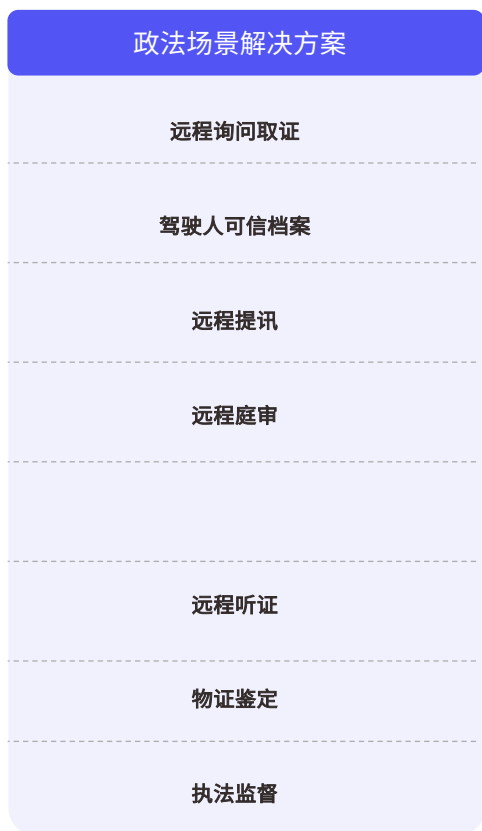 政法场景解决方案
远程询问取证
驾驶人可信档案
远程提讯
远程庭审
远程听证
物证鉴定
执法监督